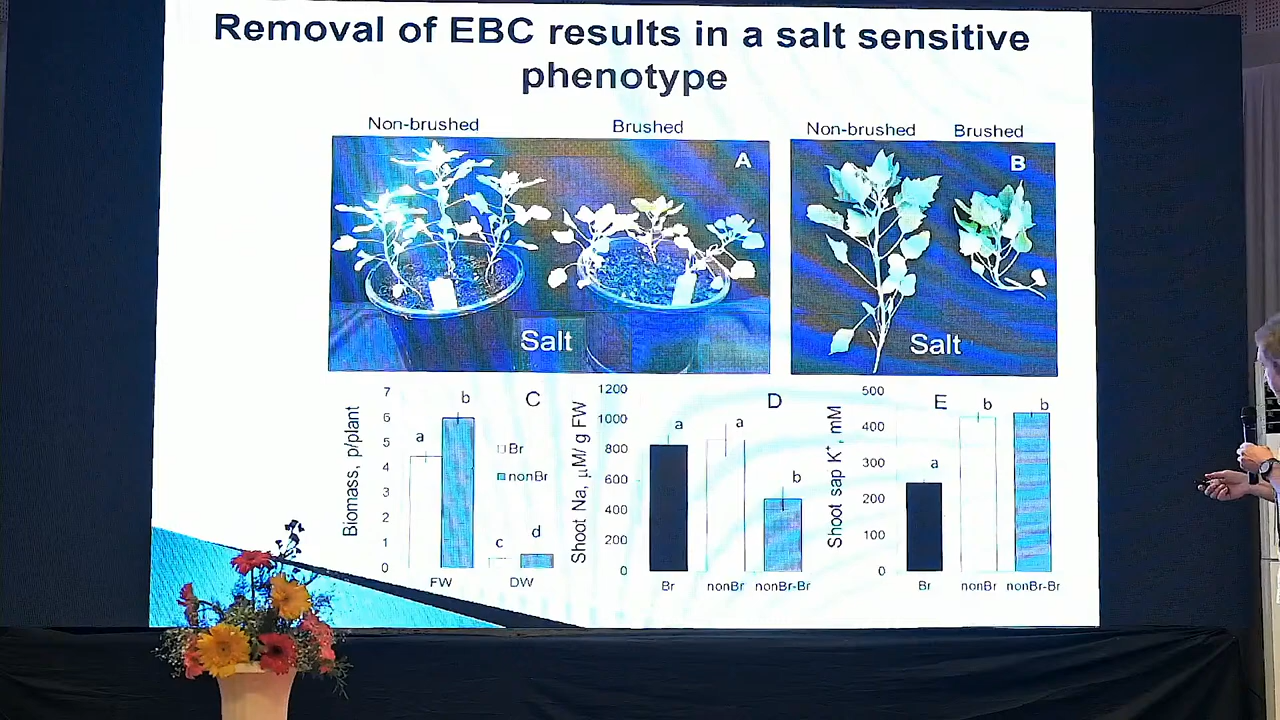 Removal of EBC results in a salt sensitive
phenotype
Non-brushed
Brushed
A
Salt
Non-brushed
Brushed
B
Salt
Biomass, p/plant
7
6
5
4
3
2
1
0
a
b
c
d
C
Br
nonBr
FW
DW
Shoot Na, μM/ g FW
1200
1000
800
600
400
200
0
a
a
b
D
Br
nonBr
nonBr-Br
Shoot sap K⁺, mM
500
400
300
200
100
0
a
b
b
E
Br
nonBr
nonBr-Br